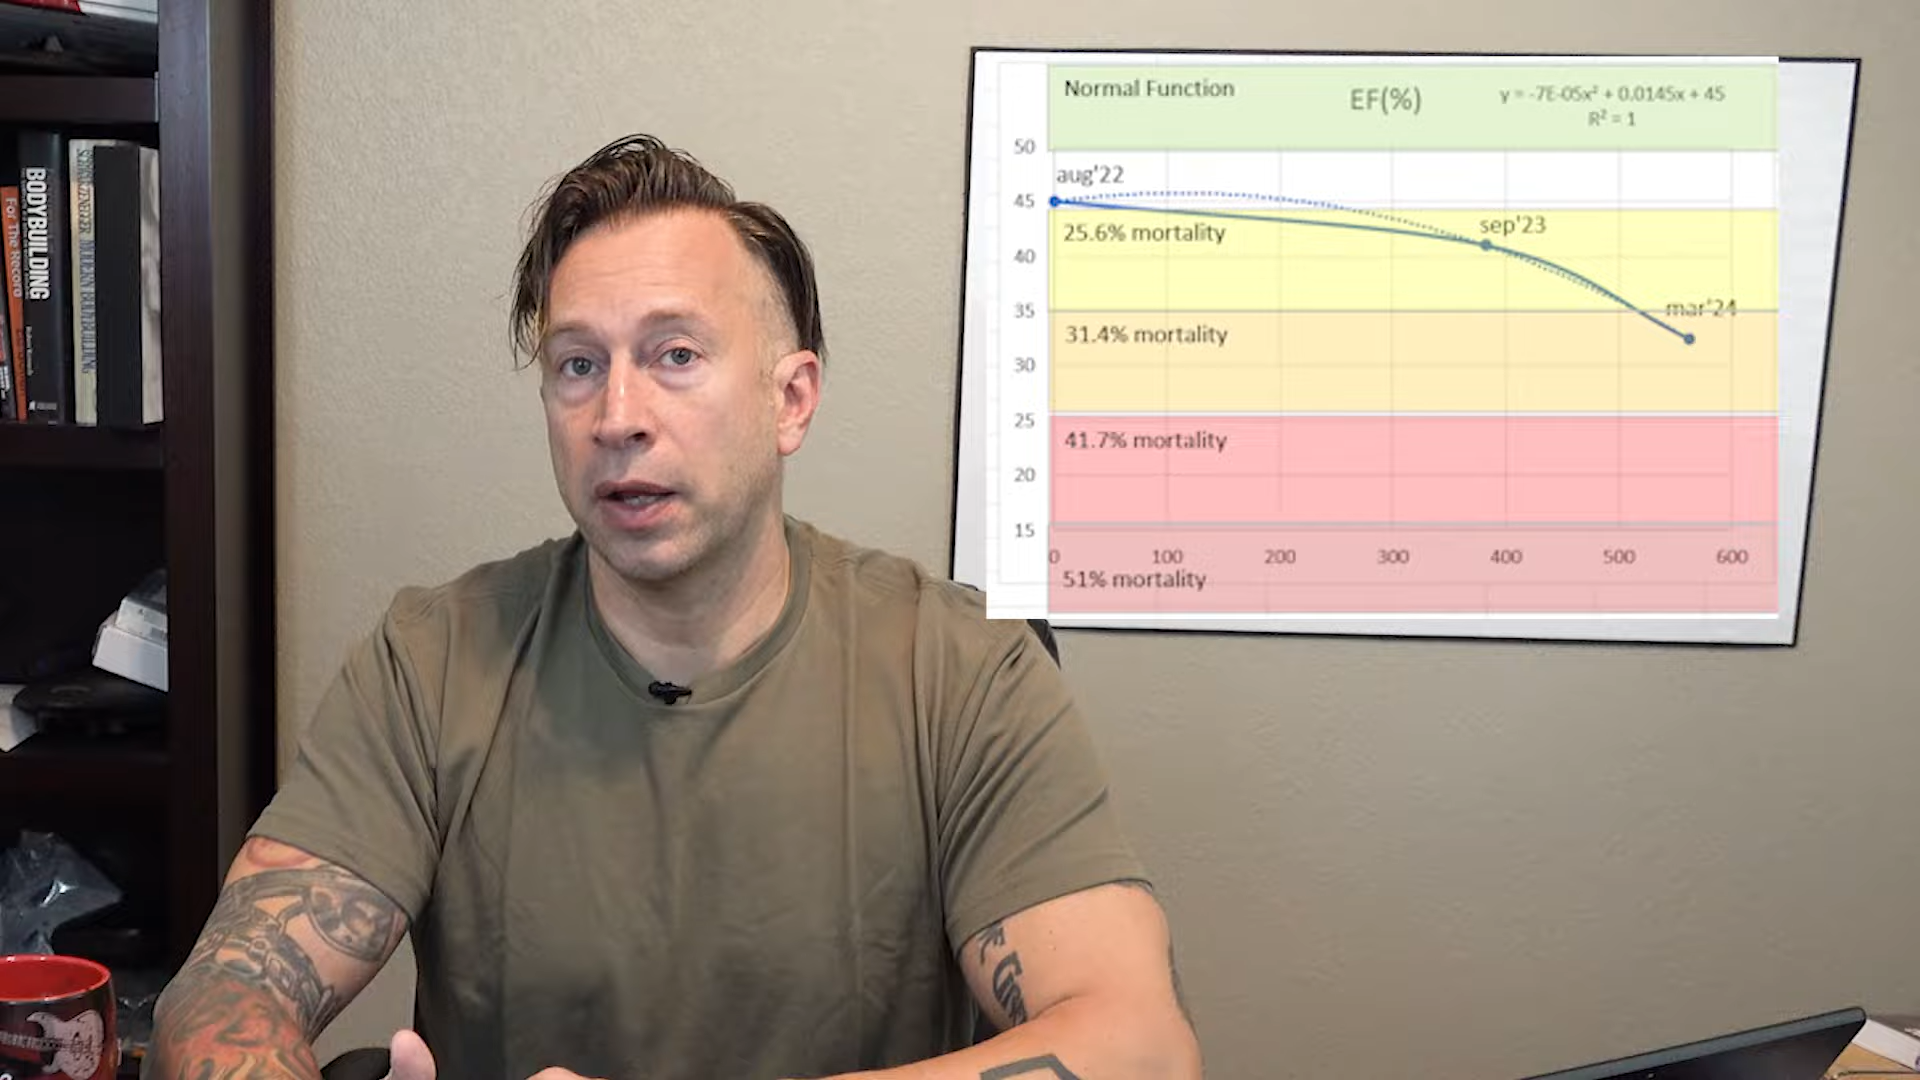 BODYBUILDING
For The Record
Normal Function
EF(%)
y = -7E-05x² + 0.0145x + 45
R² = 1
50
aug'22
45
sep'23
25.6% mortality
40
35
mar'24
31.4% mortality
30
25
41.7% mortality
20
15
0 100 200 300 400 500 600
51% mortality